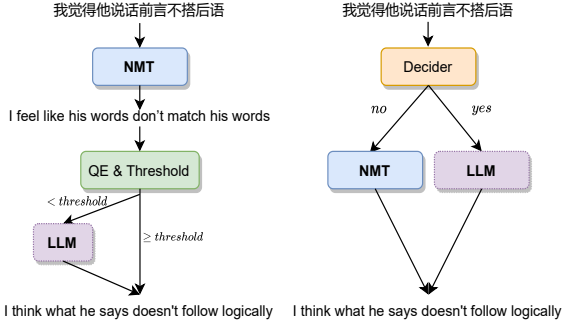 我觉得他说话前言不搭后语
NMT
I feel like his words don't match his words
QE & Threshold
< threshold
≥ threshold
LLM
I think what he says doesn't follow logically
我觉得他说话前言不搭后语
Decider
no
yes
NMT
LLM
I think what he says doesn't follow logically